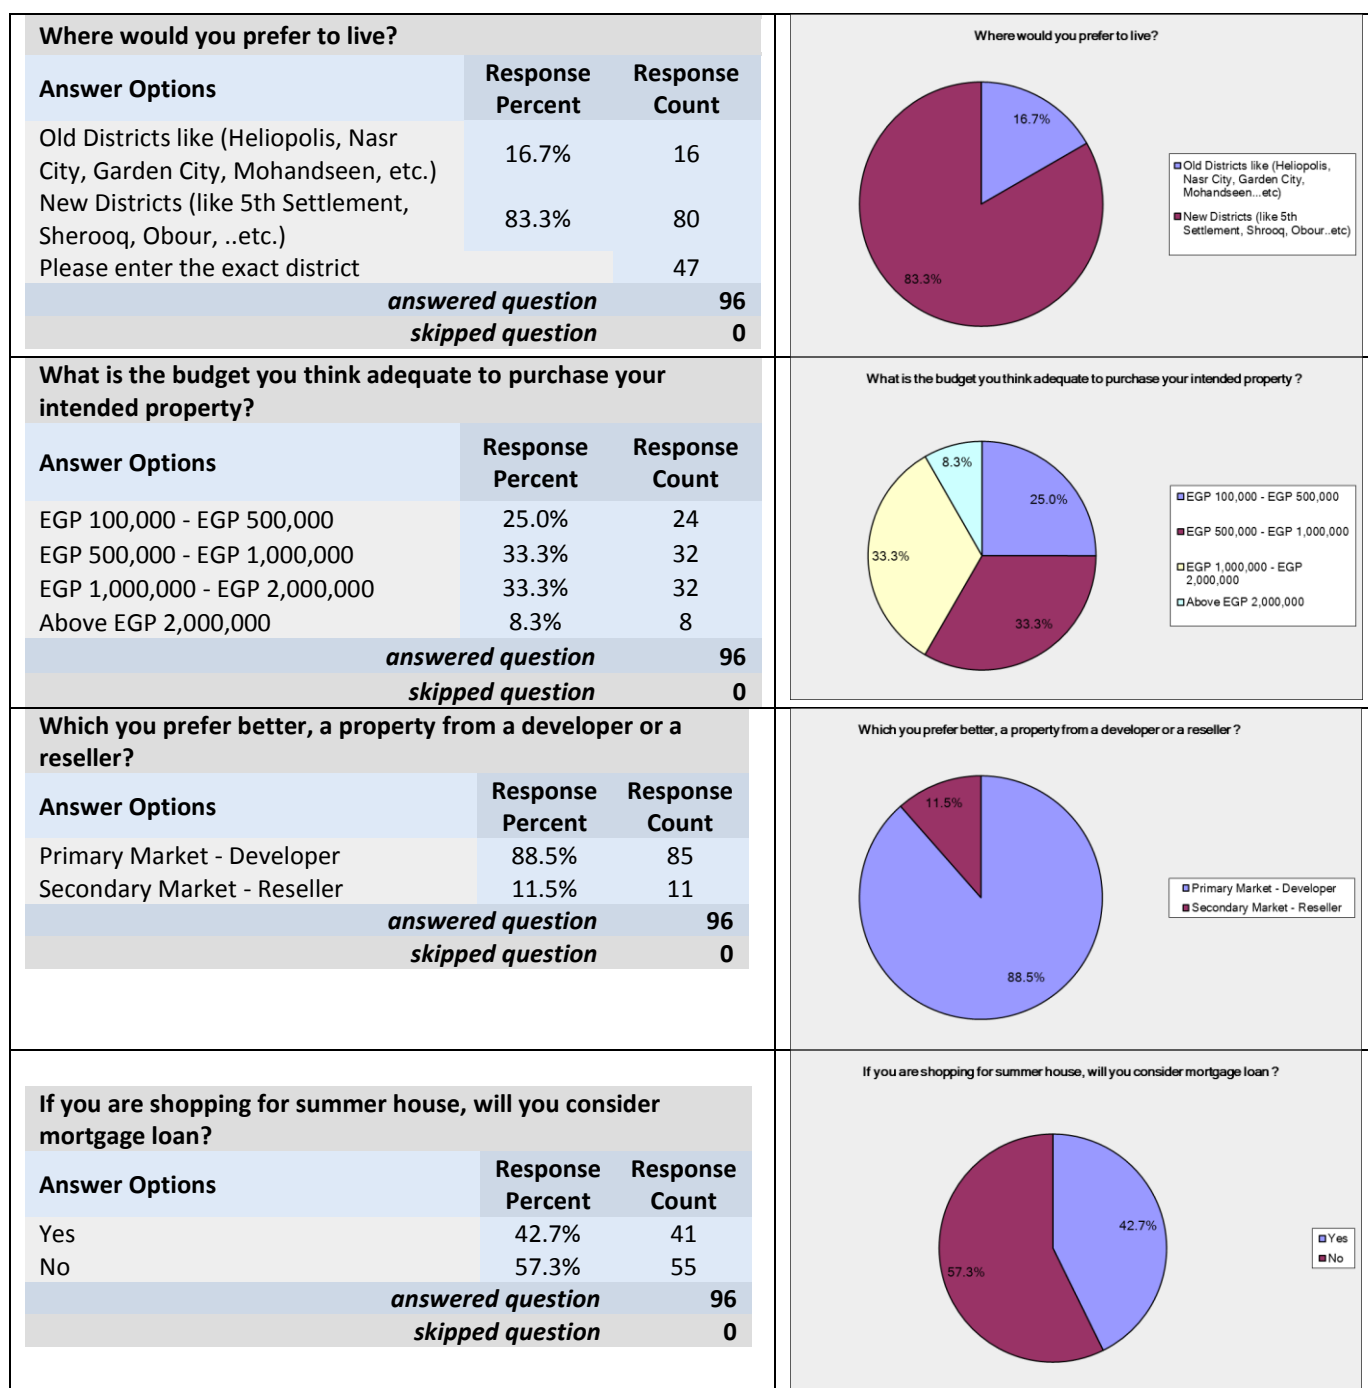 Where would you prefer to live?
Answer Options
Response Percent
Response Count
Old Districts like (Heliopolis, Nasr
City, Garden City, Mohandseen, etc.)
16.7%
16
New Districts (like 5th Settlement,
Sherooq, Obour, ..etc.)
83.3%
80
Please enter the exact district
47
answered question
96
skipped question
0
Where would you prefer to live?
16.7%
83.3%
Old Districts like (Heliopolis,
Nasr City, Garden City,
Mohandseen...etc)
New Districts (like 5th
Settlement, Shrooq, Obour..etc)
What is the budget you think adequate to purchase your
intended property?
Answer Options
Response Percent
Response Count
EGP 100,000 - EGP 500,000
25.0%
24
EGP 500,000 - EGP 1,000,000
33.3%
32
EGP 1,000,000 - EGP 2,000,000
33.3%
32
Above EGP 2,000,000
8.3%
8
answered question
96
skipped question
0
What is the budget you think adequate to purchase your intended property ?
8.3%
25.0%
33.3%
33.3%
EGP 100,000 - EGP 500,000
EGP 500,000 - EGP 1,000,000
EGP 1,000,000 - EGP
2,000,000
Above EGP 2,000,000
Which you prefer better, a property from a developer or a
reseller?
Answer Options
Response Percent
Response Count
Primary Market - Developer
88.5%
85
Secondary Market - Reseller
11.5%
11
answered question
96
skipped question
0
Which you prefer better, a property from a developer or a reseller ?
11.5%
88.5%
Primary Market - Developer
Secondary Market - Reseller
If you are shopping for summer house, will you consider
mortgage loan?
Answer Options
Response Percent
Response Count
Yes
42.7%
41
No
57.3%
55
answered question
96
skipped question
0
If you are shopping for summer house, will you consider mortgage loan ?
42.7%
57.3%
Yes
No